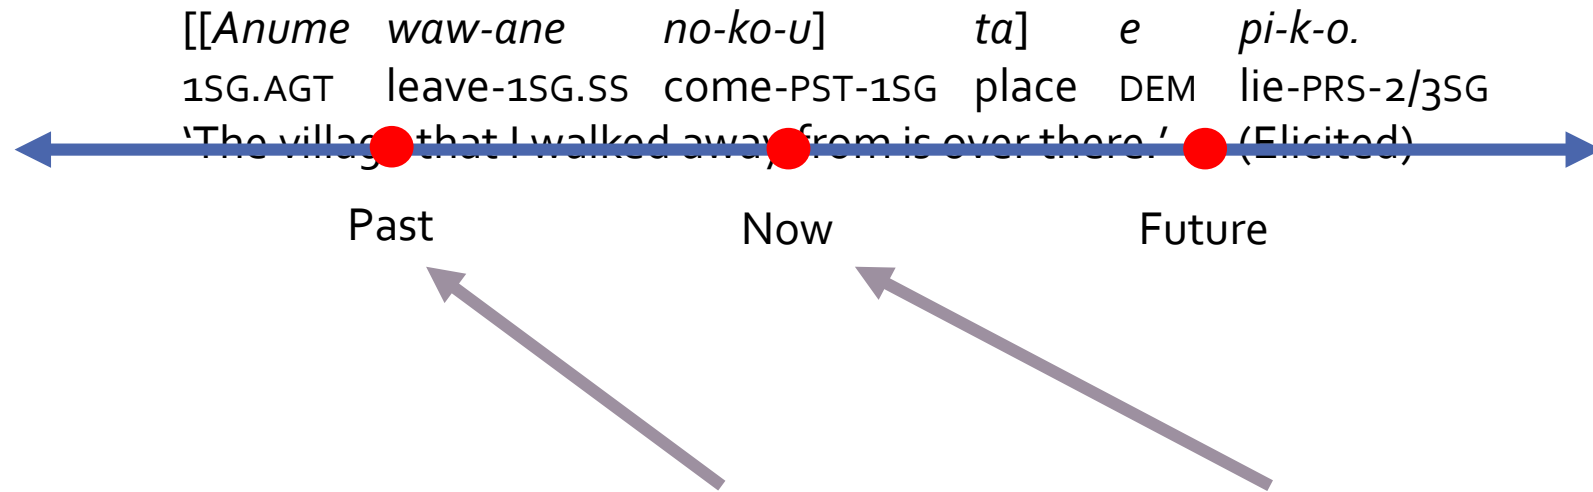 [[Anume waw-ane no-ko-u] ta] e pi-k-o.
1SG.AGT leave-1SG.SS come-PST-1SG place DEM lie-PRS-2/3SG
‘The village that I walked away from is over there.’ (Elicited)
Past Now Future